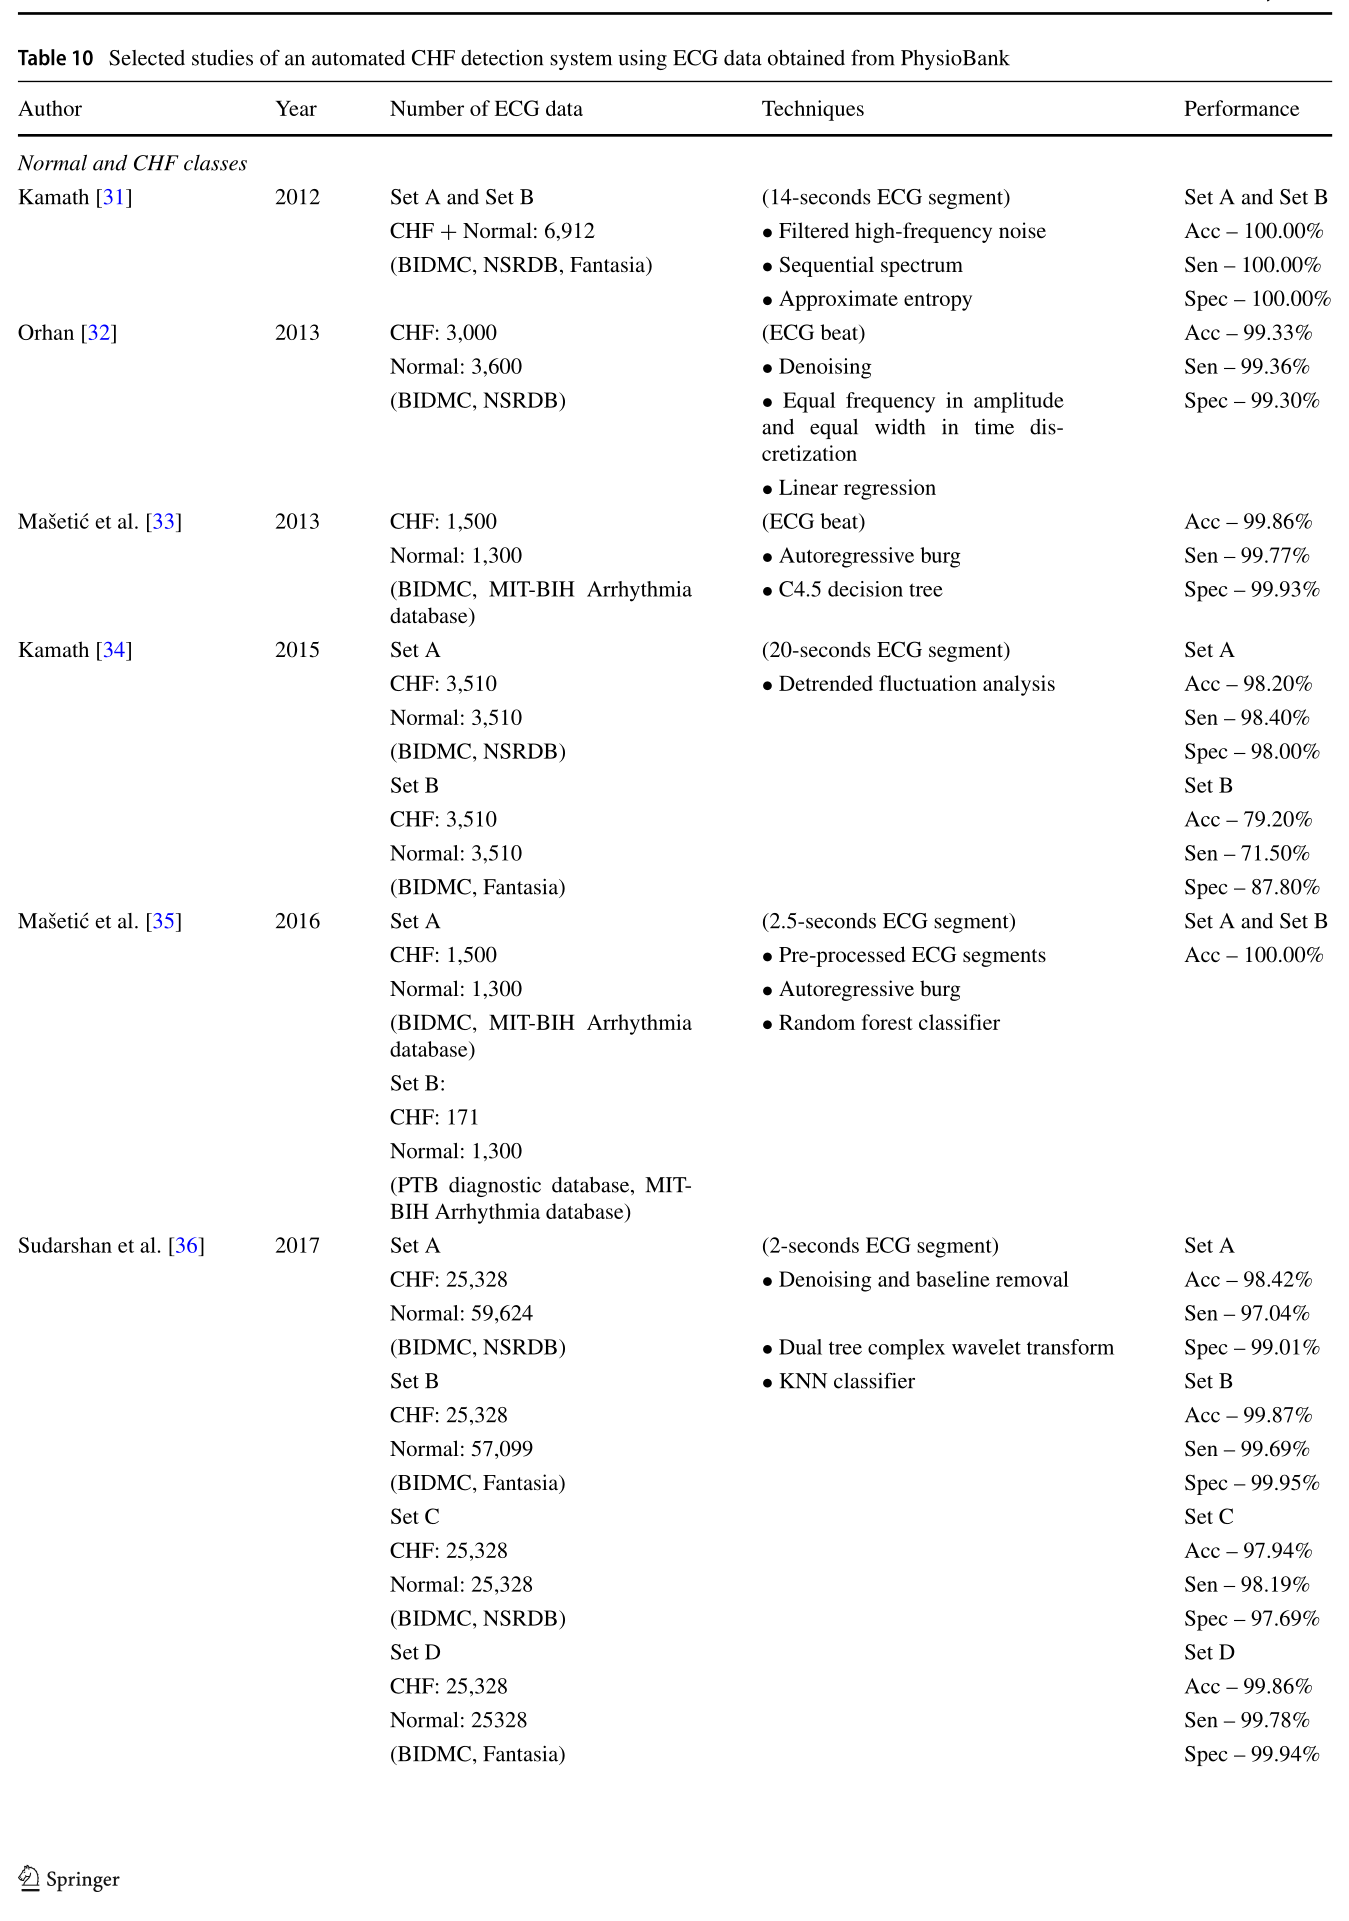 Table 10 Selected studies of an automated CHF detection system using ECG data obtained from PhysioBank
Author Year Number of ECG data Techniques Performance
Normal and CHF classes
Kamath [31] 2012 Set A and Set B (14-seconds ECG segment) Set A and Set B
CHF + Normal: 6,912 • Filtered high-frequency noise Acc – 100.00%
(BIDMC, NSRDB, Fantasia) • Sequential spectrum Sen – 100.00%
• Approximate entropy Spec – 100.00%
Orhan [32] 2013 CHF: 3,000 (ECG beat) Acc – 99.33%
Normal: 3,600 • Denoising Sen – 99.36%
(BIDMC, NSRDB) • Equal frequency in amplitude Spec – 99.30%
and equal width in time dis-
cretization
• Linear regression
Mašetić et al. [33] 2013 CHF: 1,500 (ECG beat) Acc – 99.86%
Normal: 1,300 • Autoregressive burg Sen – 99.77%
(BIDMC, MIT-BIH Arrhythmia • C4.5 decision tree Spec – 99.93%
database)
Kamath [34] 2015 Set A (20-seconds ECG segment) Set A
CHF: 3,510 • Detrended fluctuation analysis Acc – 98.20%
Normal: 3,510 Sen – 98.40%
(BIDMC, NSRDB) Spec – 98.00%
Set B Set B
CHF: 3,510 Acc – 79.20%
Normal: 3,510 Sen – 71.50%
(BIDMC, Fantasia) Spec – 87.80%
Mašetić et al. [35] 2016 Set A (2.5-seconds ECG segment) Set A and Set B
CHF: 1,500 • Pre-processed ECG segments Acc – 100.00%
Normal: 1,300 • Autoregressive burg
(BIDMC, MIT-BIH Arrhythmia • Random forest classifier
database)
Set B:
CHF: 171
Normal: 1,300
(PTB diagnostic database, MIT-
BIH Arrhythmia database)
Sudarshan et al. [36] 2017 Set A (2-seconds ECG segment) Set A
CHF: 25,328 • Denoising and baseline removal Acc – 98.42%
Normal: 59,624 Sen – 97.04%
(BIDMC, NSRDB) • Dual tree complex wavelet transform Spec – 99.01%
Set B • KNN classifier Set B
CHF: 25,328 Acc – 99.87%
Normal: 57,099 Sen – 99.69%
(BIDMC, Fantasia) Spec – 99.95%
Set C Set C
CHF: 25,328 Acc – 97.94%
Normal: 25,328 Sen – 98.19%
(BIDMC, NSRDB) Spec – 97.69%
Set D Set D
CHF: 25,328 Acc – 99.86%
Normal: 25328 Sen – 99.78%
(BIDMC, Fantasia) Spec – 99.94%
Springer